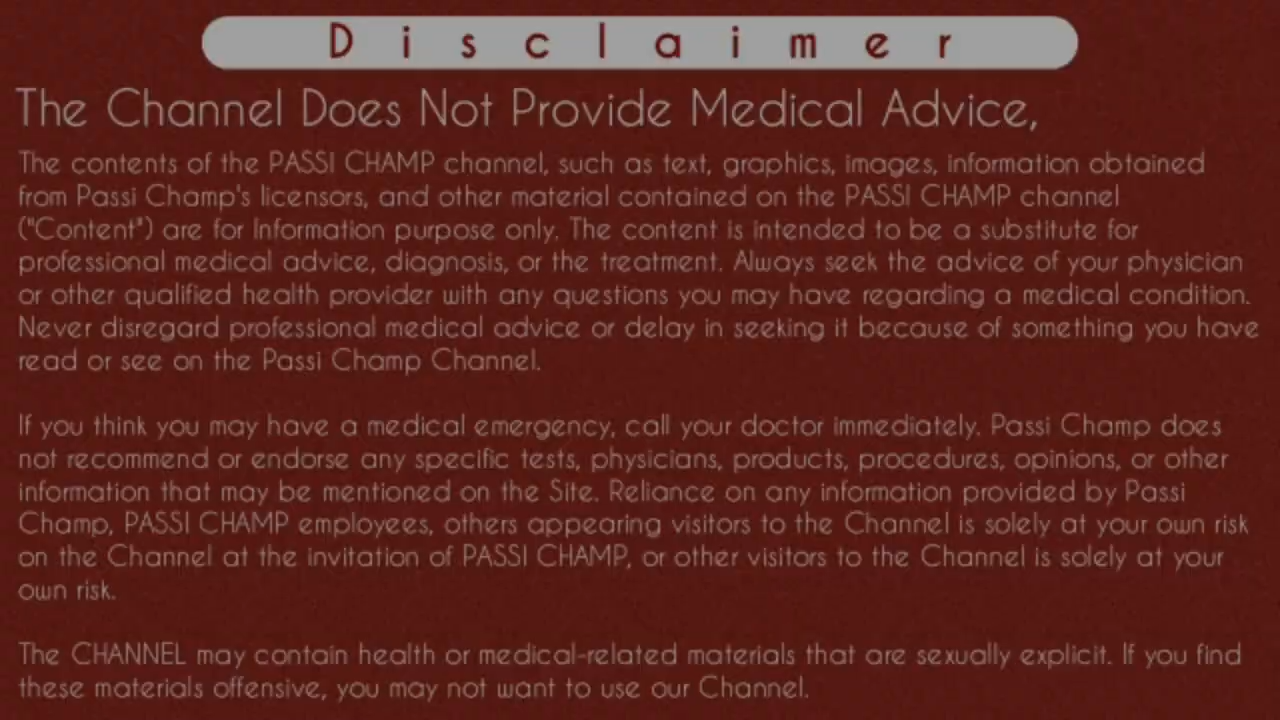 Disclaimer
The Channel Does Not Provide Medical Advice,
The contents of the PASSI CHAMP channel, such as text, graphics, images, information obtained
from Passi Champ's licensors, and other material contained on the PASSI CHAMP channel
("Content") are for Information purpose only. The content is intended to be a substitute for
professional medical advice, diagnosis, or the treatment. Always seek the advice of your physician
or other qualified health provider with any questions you may have regarding a medical condition.
Never disregard professional medical advice or delay in seeking it because of something you have
read or see on the Passi Champ Channel.
If you think you may have a medical emergency, call your doctor immediately. Passi Champ does
not recommend or endorse any specific tests, physicians, products, procedures, opinions, or other
information that may be mentioned on the Site. Reliance on any information provided by Passi
Champ, PASSI CHAMP employees, others appearing visitors to the Channel is solely at your own risk
on the Channel at the invitation of PASSI CHAMP, or other visitors to the Channel is solely at your
own risk.
The CHANNEL may contain health or medical-related materials that are sexually explicit. If you find
these materials offensive, you may not want to use our Channel.